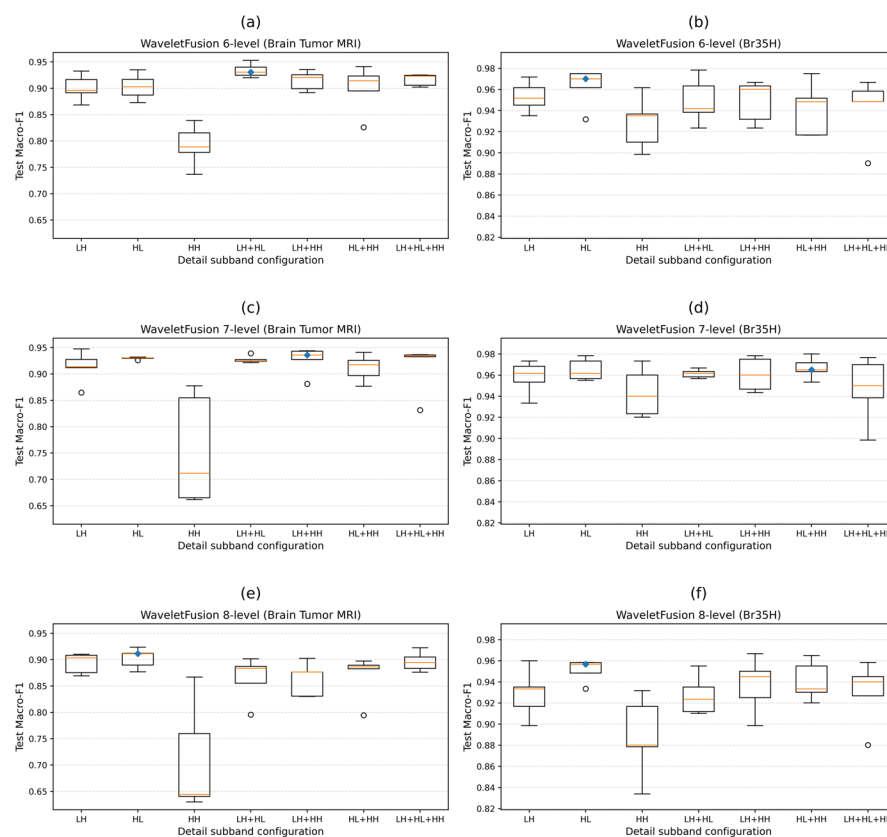 (a)
WaveletFusion 6-level (Brain Tumor MRI)
0.95
0.90
0.85
0.80
0.75
0.70
0.65
Test Macro-F1
LH HL HH LH+HL LH+HH HL+HH LH+HL+HH
Detail subband configuration
(b)
WaveletFusion 6-level (Br35H)
0.98
0.96
0.94
0.92
0.90
0.88
0.86
0.84
0.82
Test Macro-F1
LH HL HH LH+HL LH+HH HL+HH LH+HL+HH
Detail subband configuration
(c)
WaveletFusion 7-level (Brain Tumor MRI)
0.95
0.90
0.85
0.80
0.75
0.70
0.65
Test Macro-F1
LH HL HH LH+HL LH+HH HL+HH LH+HL+HH
Detail subband configuration
(d)
WaveletFusion 7-level (Br35H)
0.98
0.96
0.94
0.92
0.90
0.88
0.86
0.84
0.82
Test Macro-F1
LH HL HH LH+HL LH+HH HL+HH LH+HL+HH
Detail subband configuration
(e)
WaveletFusion 8-level (Brain Tumor MRI)
0.95
0.90
0.85
0.80
0.75
0.70
0.65
Test Macro-F1
LH HL HH LH+HL LH+HH HL+HH LH+HL+HH
Detail subband configuration
(f)
WaveletFusion 8-level (Br35H)
0.98
0.96
0.94
0.92
0.90
0.88
0.86
0.84
0.82
Test Macro-F1
LH HL HH LH+HL LH+HH HL+HH LH+HL+HH
Detail subband configuration